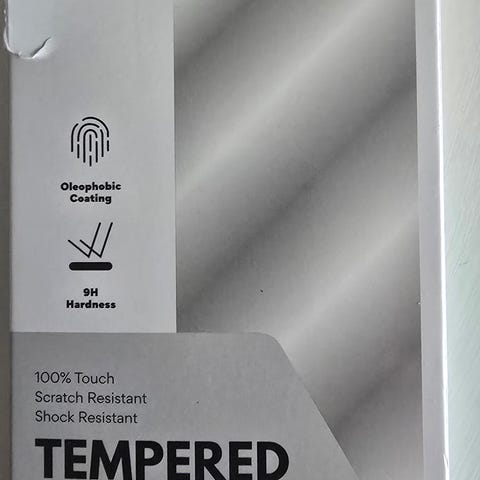 Oleophobic
Coating
9H
Hardness
100% Touch
Scratch Resistant
Shock Resistant
TEMPERED